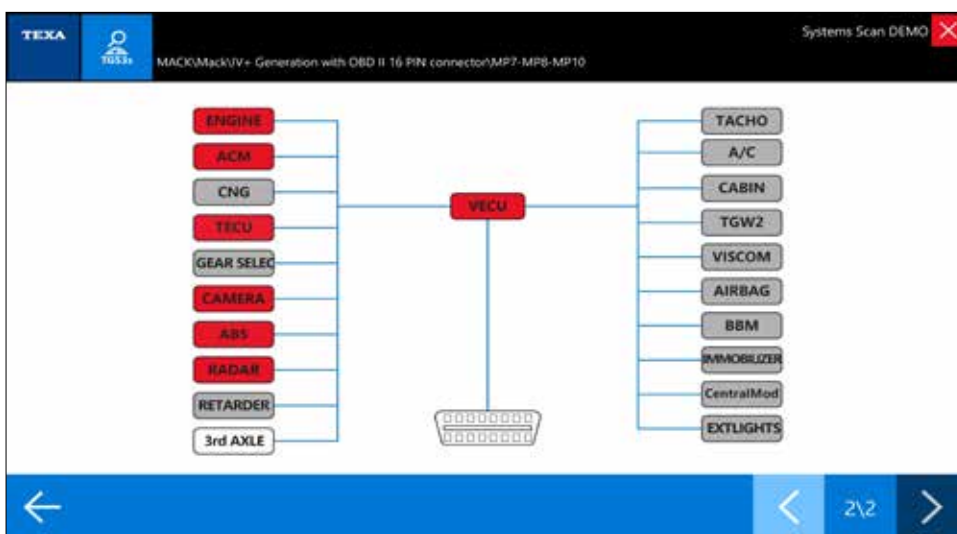 TEXA
TGS3s
Systems Scan DEMO
MACK\Mack\IV+ Generation with OBD II 16 PIN connector\MP7-MP8-MP10
ENGINE
ACM
CNG
TECU
GEAR SELEC
CAMERA
ABS
RADAR
RETARDER
3rd AXLE
VECU
TACHO
A/C
CABIN
TGW2
VISCOM
AIRBAG
BBM
IMMOBILIZER
CentralMod
EXTLIGHTS
2\2